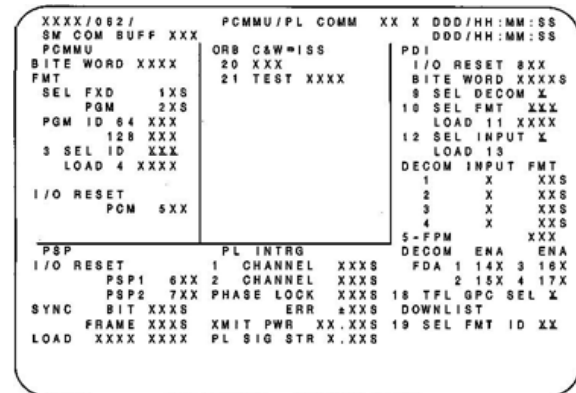 XXXX/062/ PCMMU/PL COMM XX X DDD/HH:MM:SS
SM COM BUFF XXX DDD/HH:MM:SS
PCMMU ORB C&W=ISS PDI
BITE WORD XXXX 20 XXX I/O RESET 8XX
FMT 21 TEST XXXX BITE WORD XXXXS
SEL FXD 1XS 9 SEL DECOM X
PGM 2XS 10 SEL FMT XXX
PGM ID 64 XXX LOAD 11 XXXX
128 XXX 12 SEL INPUT X
3 SEL ID XXX LOAD 13
LOAD 4 XXXX DECOM INPUT FMT
1 X XXS
I/O RESET 2 X XXS
PCM 5XX 3 X XXS
4 X XXS
5-FPM XXX
PSP PL INTRG DECOM ENA ENA
I/O RESET 1 CHANNEL XXXS FDA 1 14X 3 16X
PSP1 6XX 2 CHANNEL XXXS 2 15X 4 17X
PSP2 7XX PHASE LOCK XXXS 18 TFL GPC SEL X
SYNC BIT XXXS ERR ±XXS DOWNLIST
FRAME XXXS XMIT PWR XX.XXS 19 SEL FMT ID XX
LOAD XXXX XXXX PL SIG STR X.XXS